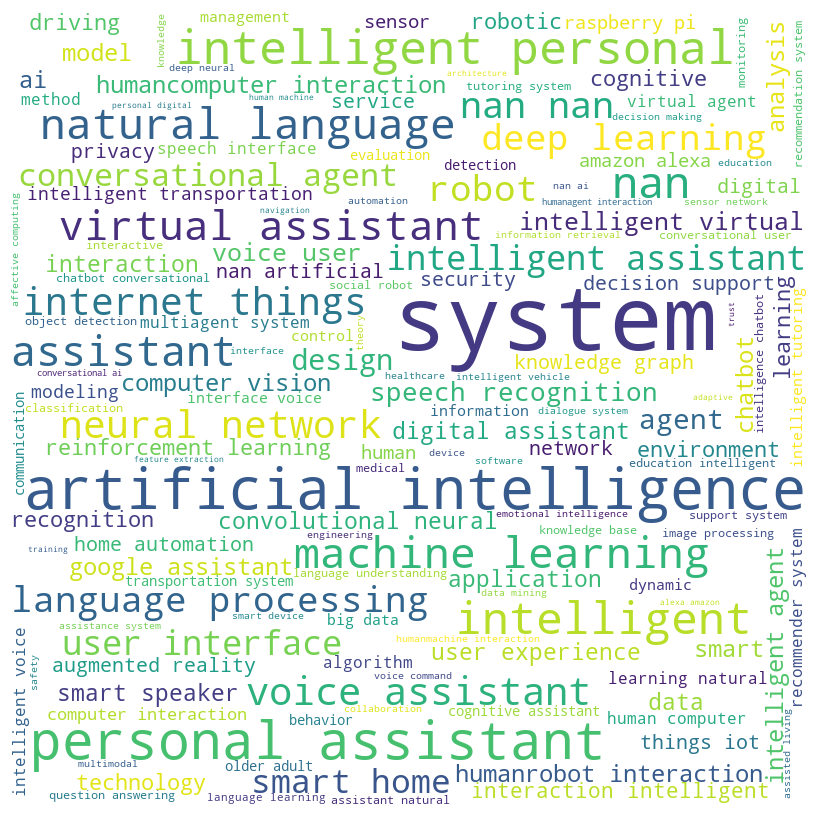 driving
management
knowledge
sensor
robotic
raspberry pi
model
intelligent personal
monitoring
analysis
recommendation system
deep neural
architecture
ai
humancomputer interaction
cognitive
tutoring system
method
personal digital
human machine
service
nan nan
virtual agent
decision making
natural language
deep learning
privacy
speech interface
evaluation
detection
amazon alexa
education
conversational agent
robot
nan ai
nan
digital
intelligent transportation
automation
humanagent interaction
sensor network
affective computing
virtual assistant
navigation
intelligent virtual
interactive
voice user
information retrieval
conversational user
interaction
nan artificial
intelligent assistant
chatbot conversational
social robot
security
decision support
internet things
system
trust
learning
intelligence chatbot
intelligent tutoring
object detection
multiagent system
control
theory
assistant
interface
design
knowledge graph
chatbot
conversational ai
computer vision
healthcare
intelligent vehicle
modeling
interface voice
speech recognition
adaptive
classification
information
dialogue system
neural network
digital assistant
agent
communication
reinforcement learning
human
network
environment
feature extraction
device
software
education intelligent
medical
artificial intelligence
recognition
convolutional neural
emotional intelligence
support system
engineering
knowledge base
image processing
training
home automation
machine learning
google assistant
language understanding
application
intelligent agent
recommender system
transportation system
dynamic
smart device
data mining
language processing
big data
alexa amazon
assistance system
intelligent
user interface
humanmachine interaction
user experience
smart
intelligent voice
safety
augmented reality
algorithm
voice command
learning natural
smart speaker
voice assistant
data
computer interaction
behavior
collaboration
cognitive assistant
human computer
personal assistant
things iot
assisted living
multimodal
older adult
technology
smart home
humanrobot interaction
question answering
language learning
assistant natural
interaction intelligent